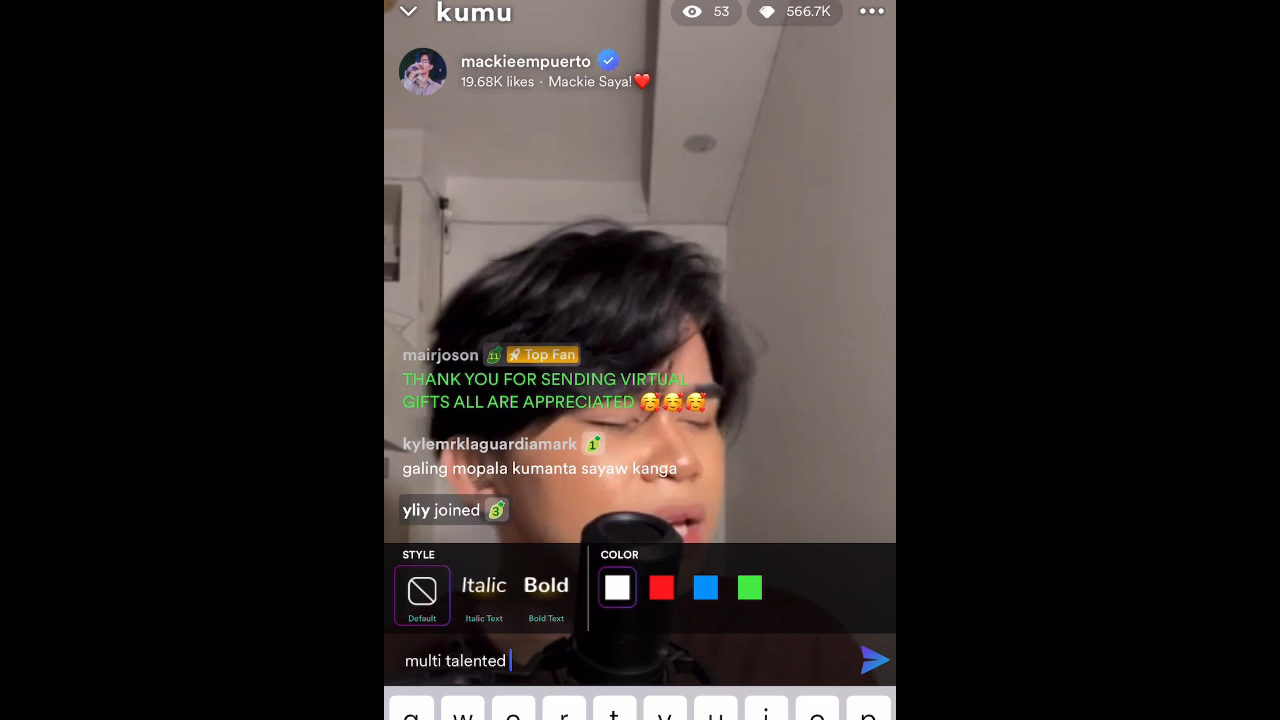 kumu
53
566.7K
mackieempuerto
19.68K likes · Mackie Saya!❤️
mairjoson 11 Top Fan
THANK YOU FOR SENDING VIRTUAL
GIFTS ALL ARE APPRECIATED 🥰🥰🥰
kylemrklaguardiamark 1
galing mopala kumanta sayaw kanga
yliy joined 3
STYLE
COLOR
Italic
Bold
Default
Italic Text
Bold Text
multi talented
q w e r t y u i o p